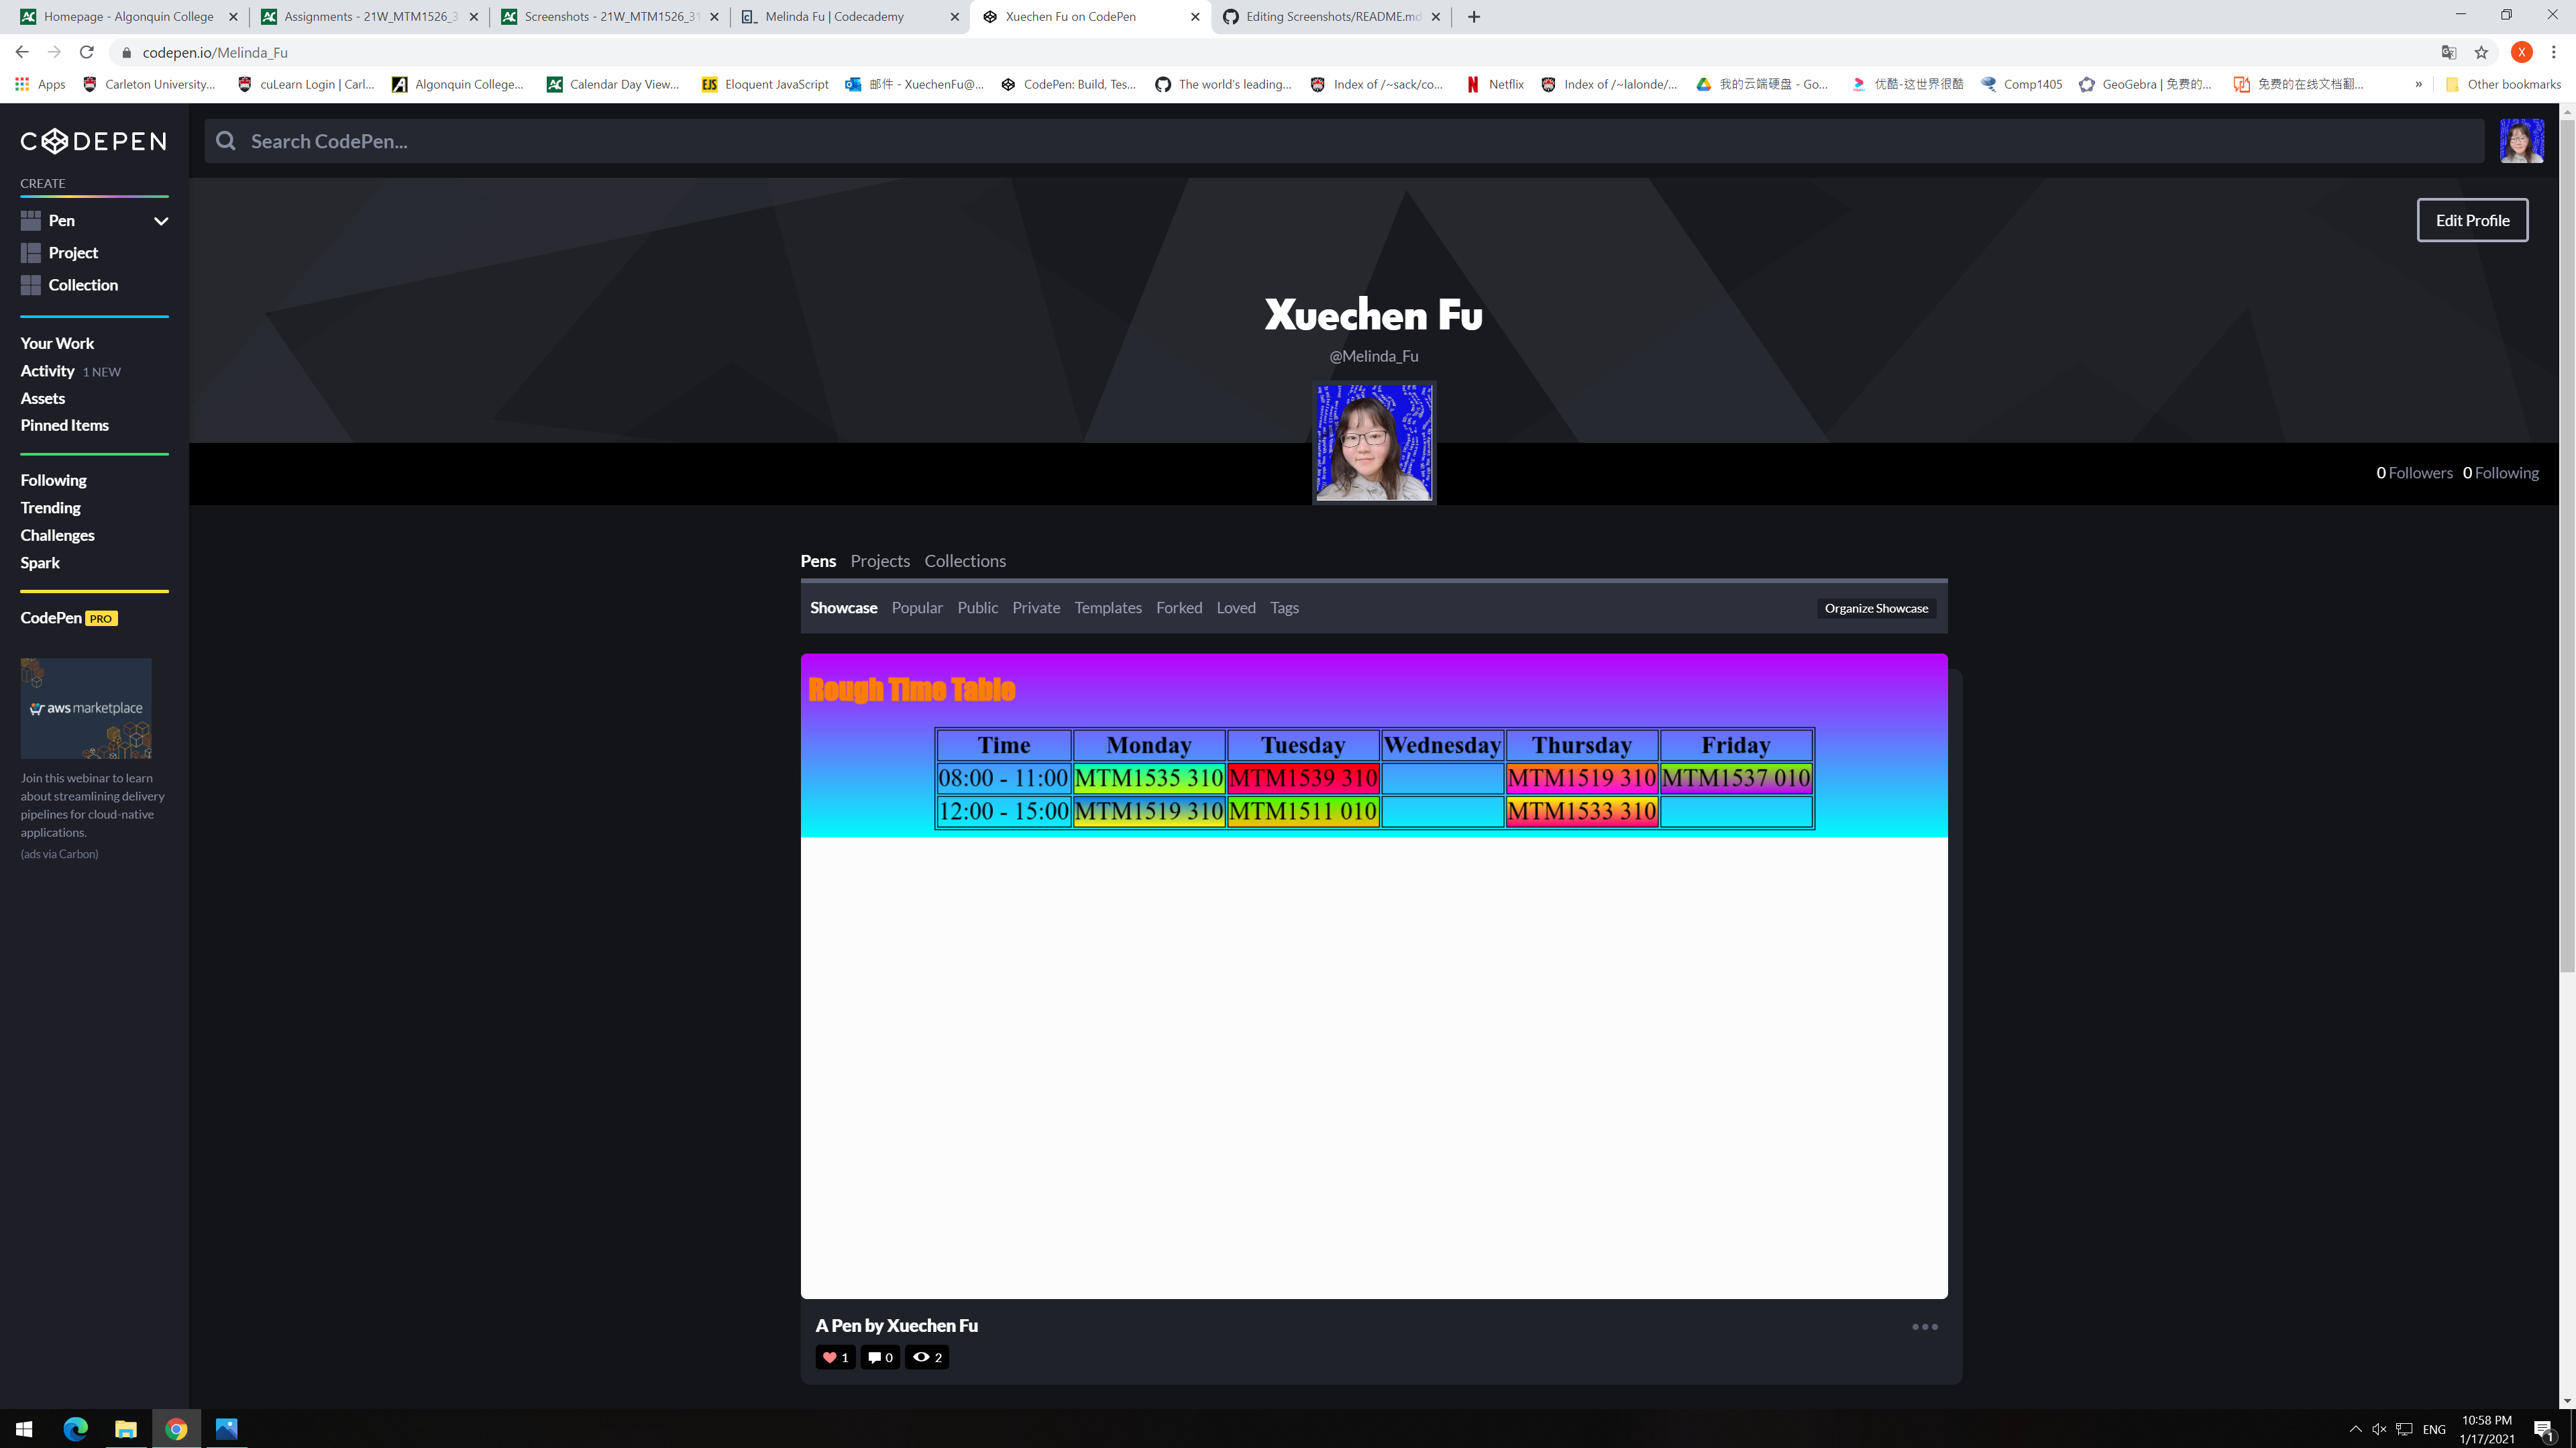 Homepage - Algonquin College
Assignments - 21W_MTM1526_3
Screenshots - 21W_MTM1526_31
Melinda Fu | Codecademy
Xuechen Fu on CodePen
Editing Screenshots/README.md
codepen.io/Melinda_Fu
X
Apps
Carleton University...
cuLearn Login | Carl...
Algonquin College...
Calendar Day View...
EJS Eloquent JavaScript
邮件 - XuechenFu@...
CodePen: Build, Tes...
The world's leading...
Index of /~sack/co...
Netflix
Index of /~lalonde/...
我的云端硬盘 - Go...
优酷-这世界很酷
Comp1405
GeoGebra | 免费的...
免费的在线文档翻...
»
Other bookmarks
CODEPEN
Search CodePen...
CREATE
Pen
Project
Collection
Your Work
Activity 1 NEW
Assets
Pinned Items
Following
Trending
Challenges
Spark
CodePen PRO
aws marketplace
Join this webinar to learn
about streamlining delivery
pipelines for cloud-native
applications.
(ads via Carbon)
Edit Profile
Xuechen Fu
@Melinda_Fu
0 Followers 0 Following
Pens Projects Collections
Showcase Popular Public Private Templates Forked Loved Tags
Organize Showcase
Rough Time Table
Time Monday Tuesday Wednesday Thursday Friday
08:00 - 11:00 MTM1535 310 MTM1539 310 MTM1519 310 MTM1537 010
12:00 - 15:00 MTM1519 310 MTM1511 010 MTM1533 310
A Pen by Xuechen Fu
1 0 2
ENG
10:58 PM
1/17/2021
1